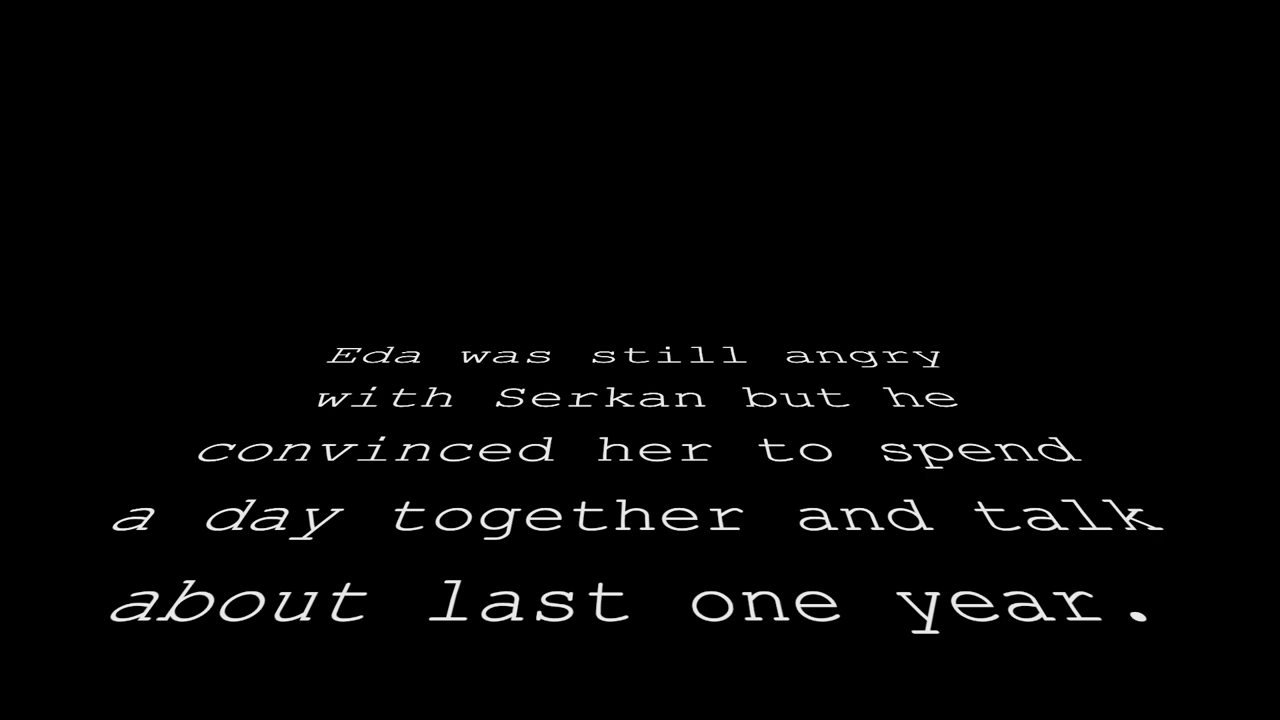 Eda was still angry
with Serkan but he
convinced her to spend
a day together and talk
about last one year.